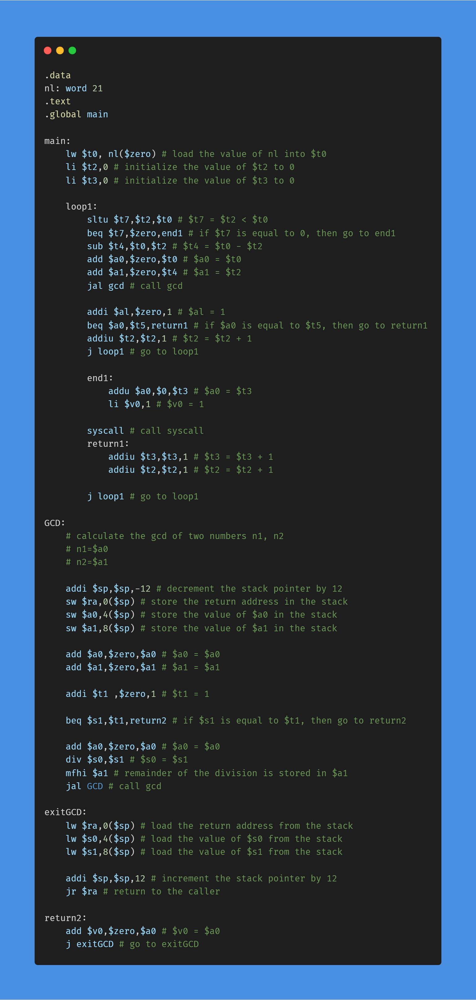 .data
nl: word 21
.text
.global main
main:
lw $t0, nl($zero) # load the value of nl into $t0
li $t2,0 # initialize the value of $t2 to 0
li $t3,0 # initialize the value of $t3 to 0
loop1:
sltu $t7,$t2,$t0 # $t7 = $t2 < $t0
beq $t7,$zero,end1 # if $t7 is equal to 0, then go to end1
sub $t4,$t0,$t2 # $t4 = $t0 - $t2
add $a0,$zero,$t0 # $a0 = $t0
add $a1,$zero,$t4 # $a1 = $t2
jal gcd # call gcd
addi $al,$zero,1 # $al = 1
beq $a0,$t5,return1 # if $a0 is equal to $t5, then go to return1
addiu $t2,$t2,1 # $t2 = $t2 + 1
j loop1 # go to loop1
end1:
addu $a0,$0,$t3 # $a0 = $t3
li $v0,1 # $v0 = 1
syscall # call syscall
return1:
addiu $t3,$t3,1 # $t3 = $t3 + 1
addiu $t2,$t2,1 # $t2 = $t2 + 1
j loop1 # go to loop1
GCD:
# calculate the gcd of two numbers n1, n2
# n1=$a0
# n2=$a1
addi $sp,$sp,-12 # decrement the stack pointer by 12
sw $ra,0($sp) # store the return address in the stack
sw $a0,4($sp) # store the value of $a0 in the stack
sw $a1,8($sp) # store the value of $a1 in the stack
add $a0,$zero,$a0 # $a0 = $a0
add $a1,$zero,$a1 # $a1 = $a1
addi $t1 ,$zero,1 # $t1 = 1
beq $s1,$t1,return2 # if $s1 is equal to $t1, then go to return2
add $a0,$zero,$a0 # $a0 = $a0
div $s0,$s1 # $s0 = $s1
mfhi $a1 # remainder of the division is stored in $a1
jal GCD # call gcd
exitGCD:
lw $ra,0($sp) # load the return address from the stack
lw $s0,4($sp) # load the value of $s0 from the stack
lw $s1,8($sp) # load the value of $s1 from the stack
addi $sp,$sp,12 # increment the stack pointer by 12
jr $ra # return to the caller
return2:
add $v0,$zero,$a0 # $v0 = $a0
j exitGCD # go to exitGCD